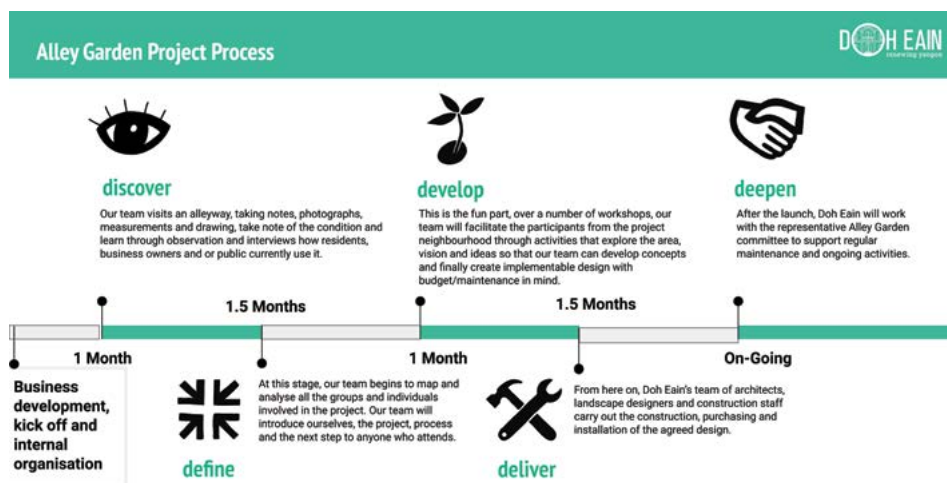 Alley Garden Project Process
DOH EAIN
renewing yangon
discover
Our team visits an alleyway, taking notes, photographs,
measurements and drawing, take note of the condition and
learn through observation and interviews how residents,
business owners and or public currently use it.
develop
This is the fun part, over a number of workshops, our
team will facilitate the participants from the project
neighbourhood through activities that explore the area,
vision and ideas so that our team can develop concepts
and finally create implementable design with
budget/maintenance in mind.
deepen
After the launch, Doh Eain will work
with the representative Alley Garden
committee to support regular
maintenance and ongoing activities.
1.5 Months
1.5 Months
1 Month
1 Month
On-Going
Business
development,
kick off and
internal
organisation
At this stage, our team begins to map and
analyse all the groups and individuals
involved in the project. Our team will
introduce ourselves, the project, process
and the next step to anyone who attends.
define
From here on, Doh Eain's team of architects,
landscape designers and construction staff
carry out the construction, purchasing and
installation of the agreed design.
deliver